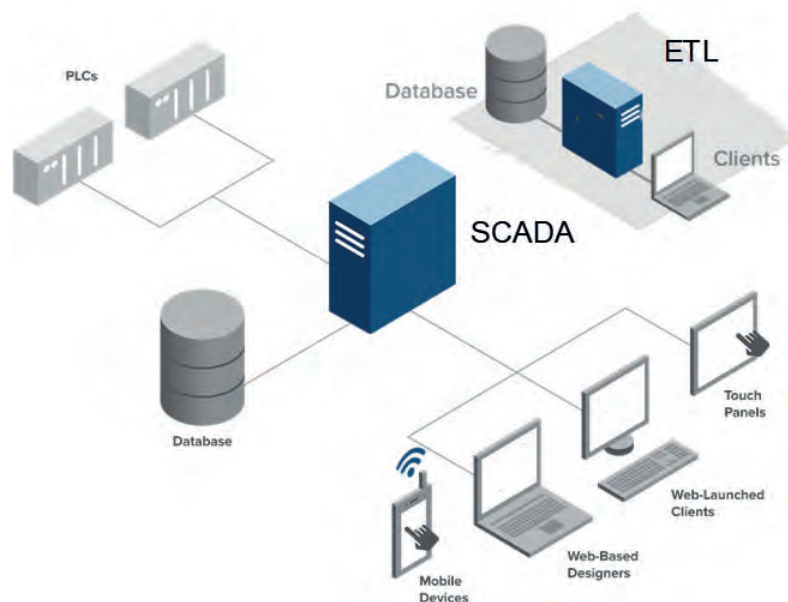 PLCs
ETL
Database
Clients
SCADA
Database
Touch
Panels
Web-Launched
Clients
Web-Based
Designers
Mobile
Devices